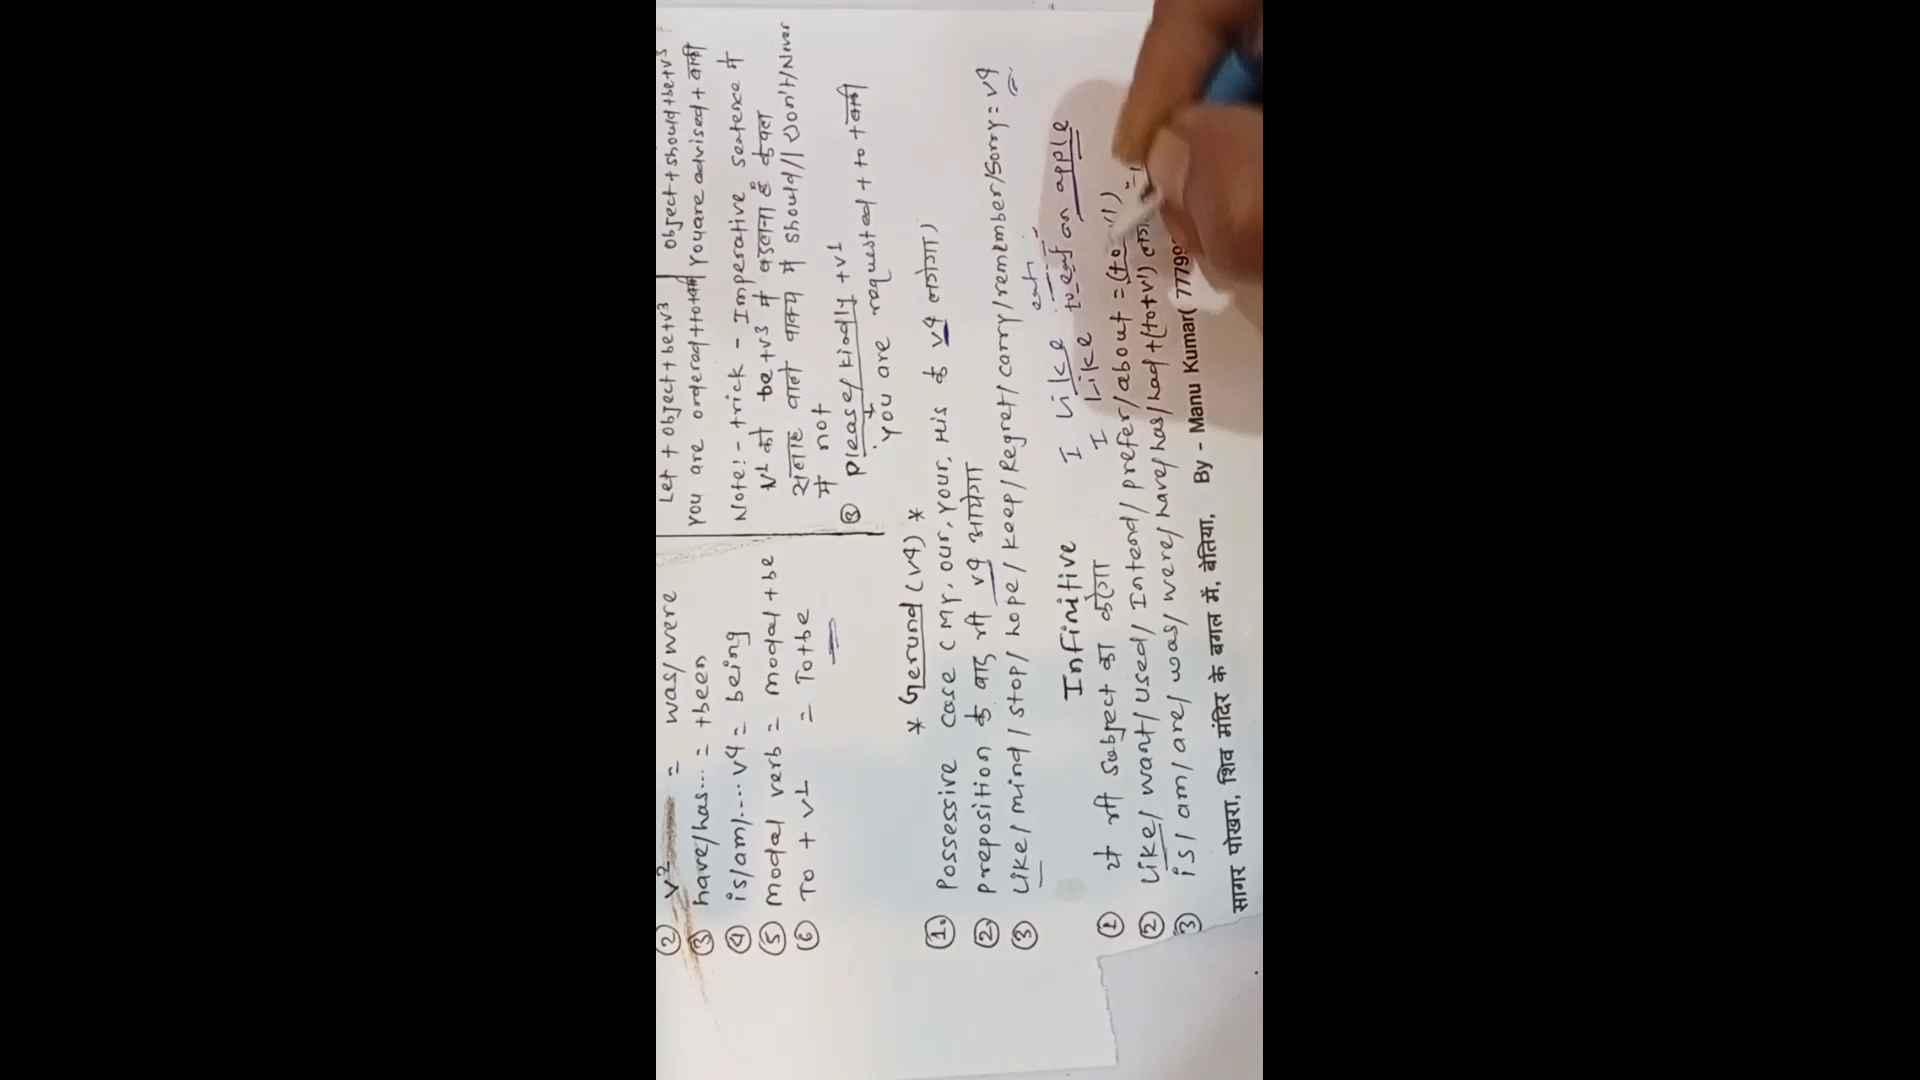 ② V² = was/were
③ have/has... = +been
④ is/am/....v4 = being
⑤ modal verb = modal + be
⑥ To + V1 = To+be
Let + object + be+v3
object+should+be+v3
you are ordered+to+वाक्य
you are advised+वाक्य
Note!- trick - Imperative sentence में
V1 को be +v3 में बदलना है केवल
सलाह वाले वाक्य में should // Don't/Never
में not
③ Please/kindly +v1
you are requested + to +वाक्य
* Gerund (v4) *
①. Possessive case (my, our, your, His के v4 लगेगा)
②. preposition के बाद भी v4 आयेगा
③ Like/mind/stop/hope/keep/Regret/carry/remember/sorry = v4
Infinitive
I Like eati
I Like to eat an apple
① ये भी subject का
② Like/want/used/Intend/prefer/about = (to
③ is/am/are/was/were/have/has/had+(to+v1)
सागर पोखरा, शिव मंदिर के बगल में, बेतिया, By - Manu Kumar( 7779